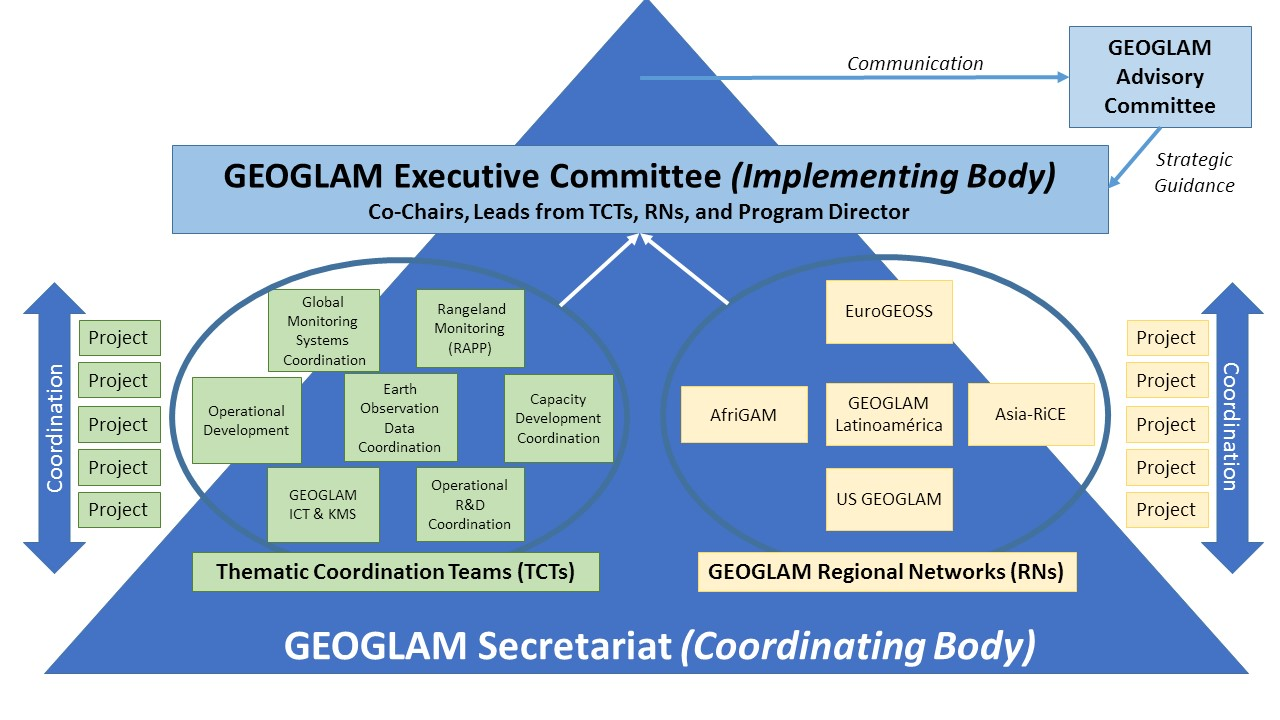 Communication
GEOGLAM
Advisory
Committee
Strategic
Guidance
GEOGLAM Executive Committee (Implementing Body)
Co-Chairs, Leads from TCTs, RNs, and Program Director
Coordination
Project
Project
Project
Project
Project
Global
Monitoring
Systems
Coordination
Rangeland
Monitoring
(RAPP)
Operational
Development
Earth
Observation
Data
Coordination
Capacity
Development
Coordination
GEOGLAM
ICT & KMS
Operational
R&D
Coordination
Thematic Coordination Teams (TCTs)
EuroGEOSS
AfriGAM
GEOGLAM
Latinoamérica
Asia-RiCE
US GEOGLAM
GEOGLAM Regional Networks (RNs)
Project
Project
Project
Project
Project
Coordination
GEOGLAM Secretariat (Coordinating Body)